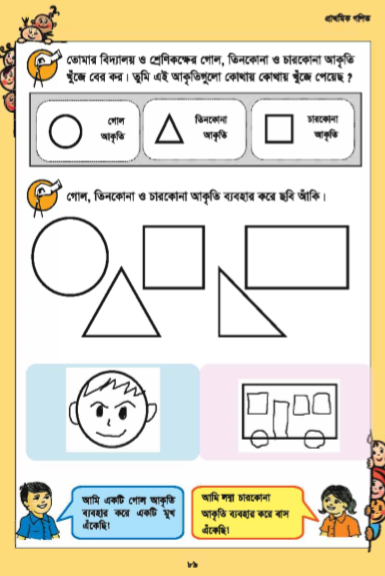 প্রাথমিক গণিত
তোমার বিদ্যালয় ও শ্রেণিকক্ষের গোল, তিনকোনা ও চারকোনা আকৃতি
খুঁজে বের কর। তুমি এই আকৃতিগুলো কোথায় কোথায় খুঁজে পেয়েছ ?
গোল
আকৃতি
তিনকোনা
আকৃতি
চারকোনা
আকৃতি
গোল, তিনকোনা ও চারকোনা আকৃতি ব্যবহার করে ছবি আঁকি।
আমি একটি গোল আকৃতি
ব্যবহার করে একটি মুখ
এঁকেছি!
আমি লম্বা চারকোনা
আকৃতি ব্যবহার করে বাস
এঁকেছি!
৮৯